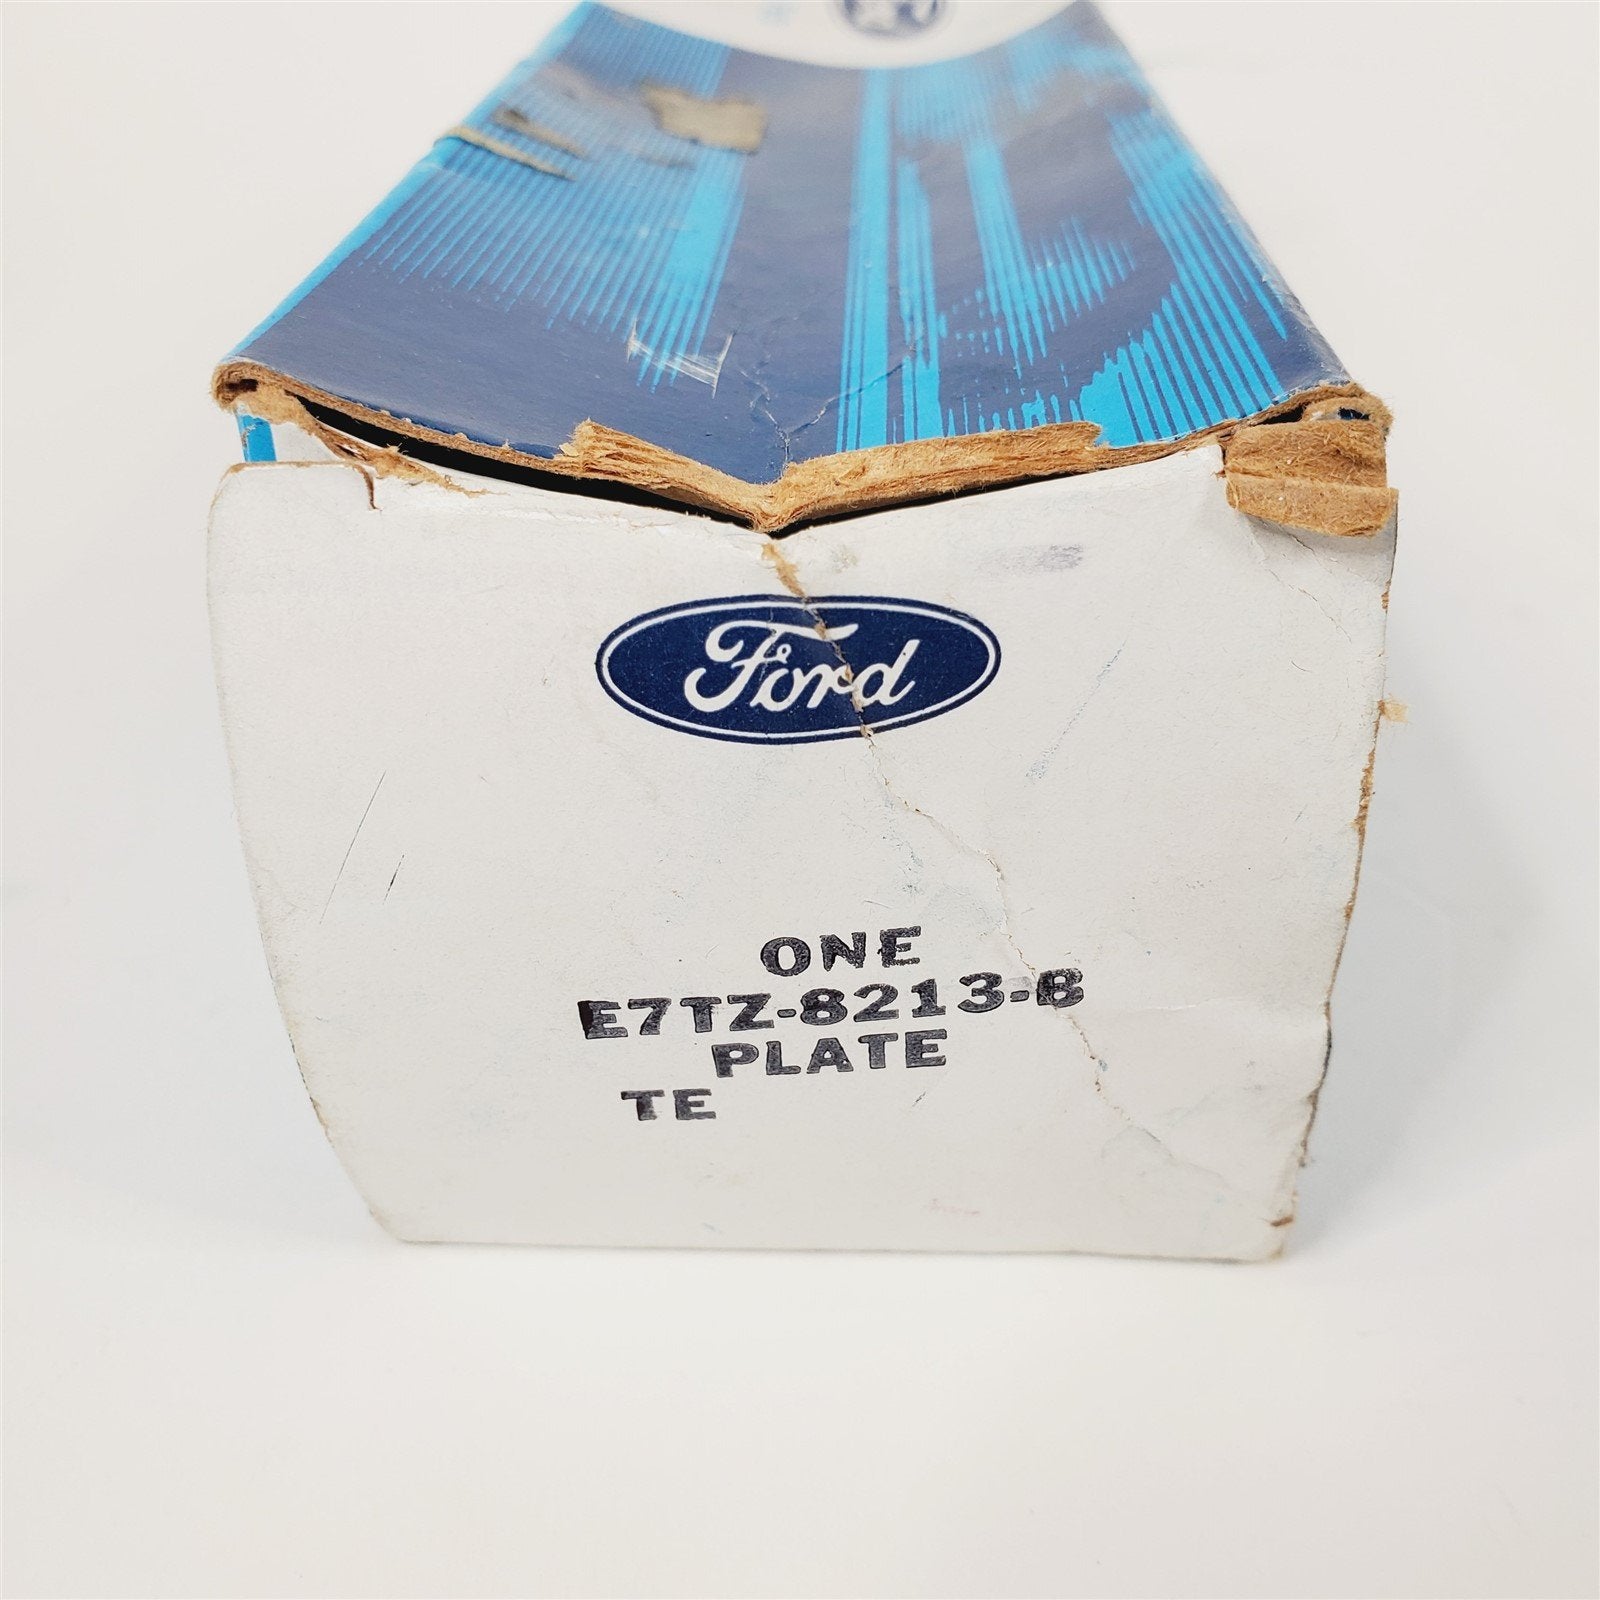 Ford
ONE
E7TZ-8213-B
PLATE
TE